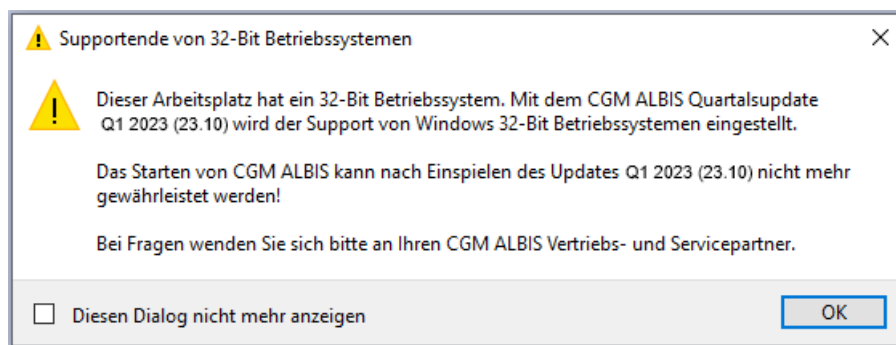 Supportende von 32-Bit Betriebssystemen
Dieser Arbeitsplatz hat ein 32-Bit Betriebssystem. Mit dem CGM ALBIS Quartalsupdate
Q1 2023 (23.10) wird der Support von Windows 32-Bit Betriebssystemen eingestellt.
Das Starten von CGM ALBIS kann nach Einspielen des Updates Q1 2023 (23.10) nicht mehr
gewährleistet werden!
Bei Fragen wenden Sie sich bitte an Ihren CGM ALBIS Vertriebs- und Servicepartner.
Diesen Dialog nicht mehr anzeigen
OK